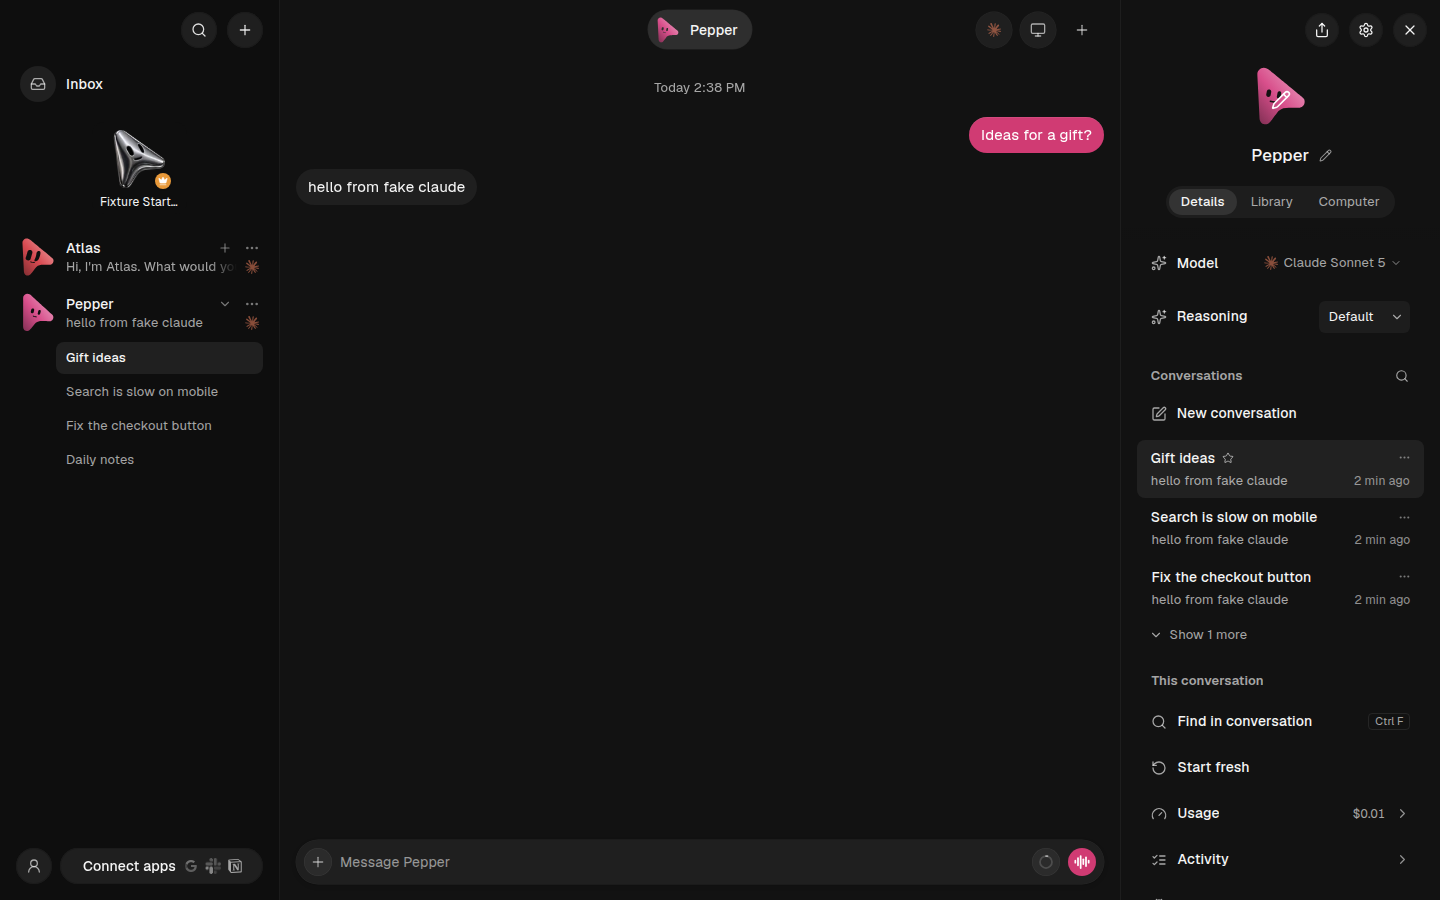 Inbox
Fixture Start...
Atlas
Hi, I'm Atlas. What would yo
Pepper
hello from fake claude
Gift ideas
Search is slow on mobile
Fix the checkout button
Daily notes
Connect apps
Pepper
Today 2:38 PM
Ideas for a gift?
hello from fake claude
Message Pepper
Pepper
Details Library Computer
Model Claude Sonnet 5
Reasoning Default
Conversations
New conversation
Gift ideas
hello from fake claude 2 min ago
Search is slow on mobile
hello from fake claude 2 min ago
Fix the checkout button
hello from fake claude 2 min ago
Show 1 more
This conversation
Find in conversation Ctrl F
Start fresh
Usage $0.01
Activity